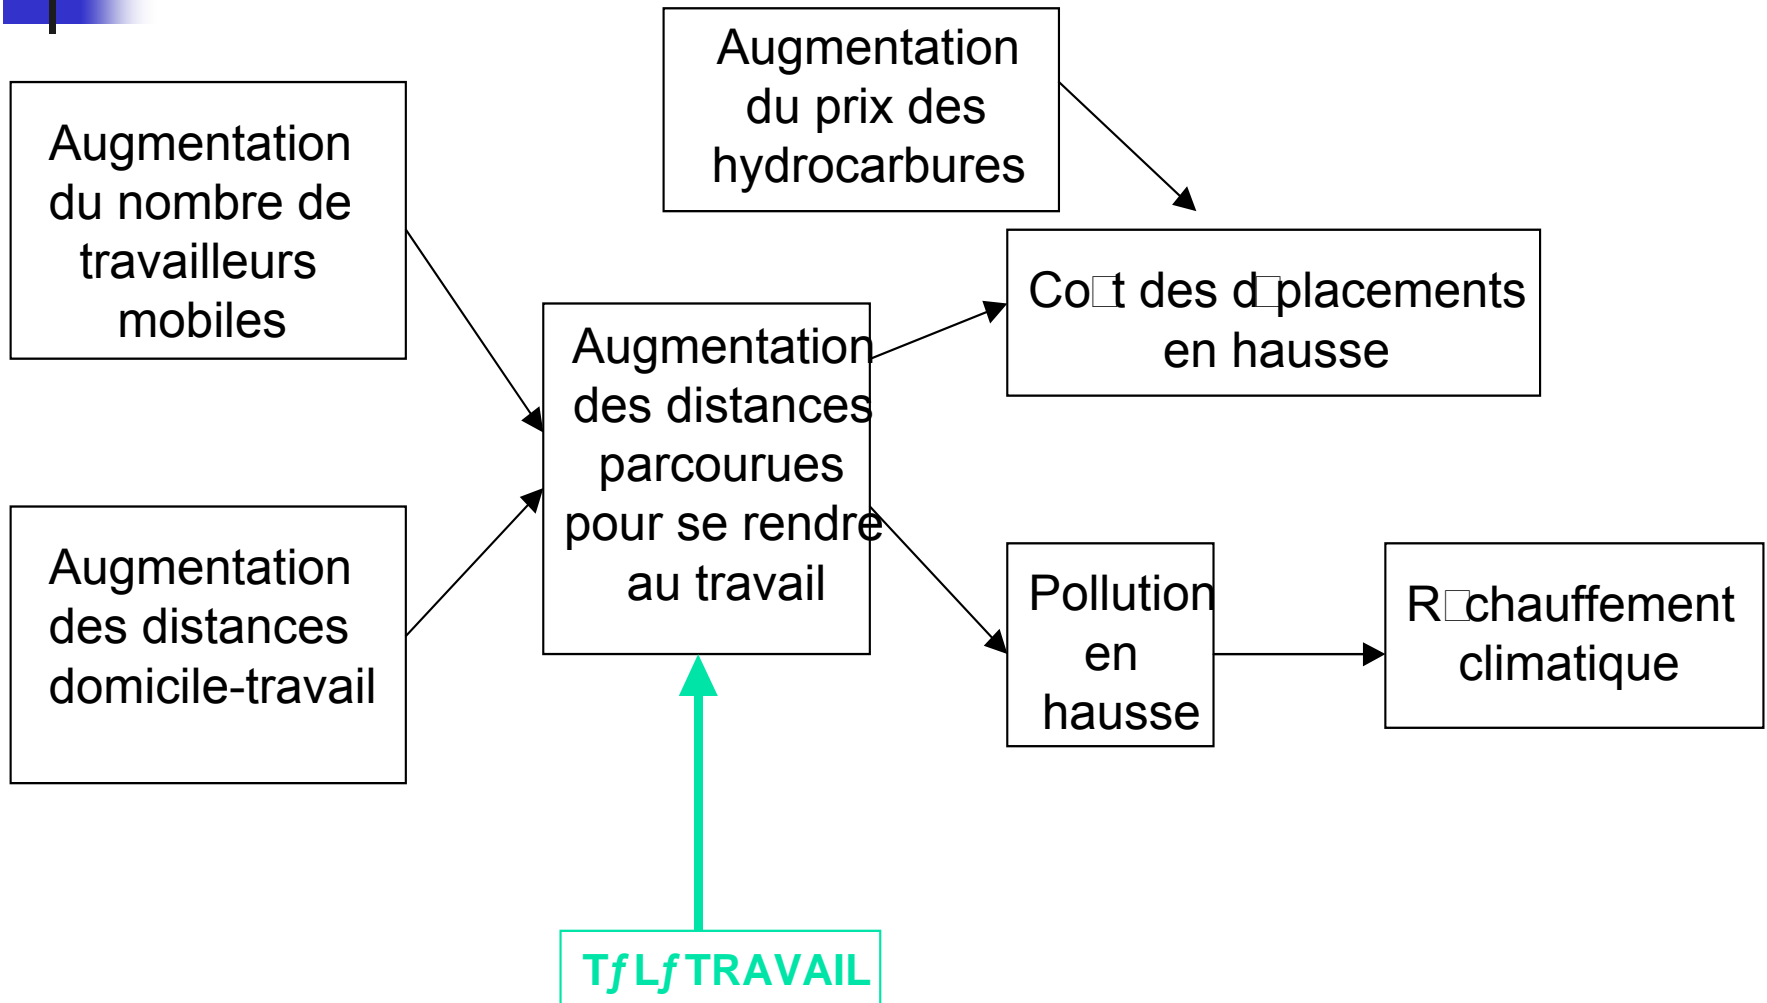 Augmentation
du prix des
hydrocarbures
Augmentation
du nombre de
travailleurs
mobiles
Co□t des d□placements
en hausse
Augmentation
des distances
parcourues
pour se rendre
au travail
Augmentation
des distances
domicile-travail
Pollution
en
hausse
R□chauffement
climatique
TƒLƒTRAVAIL